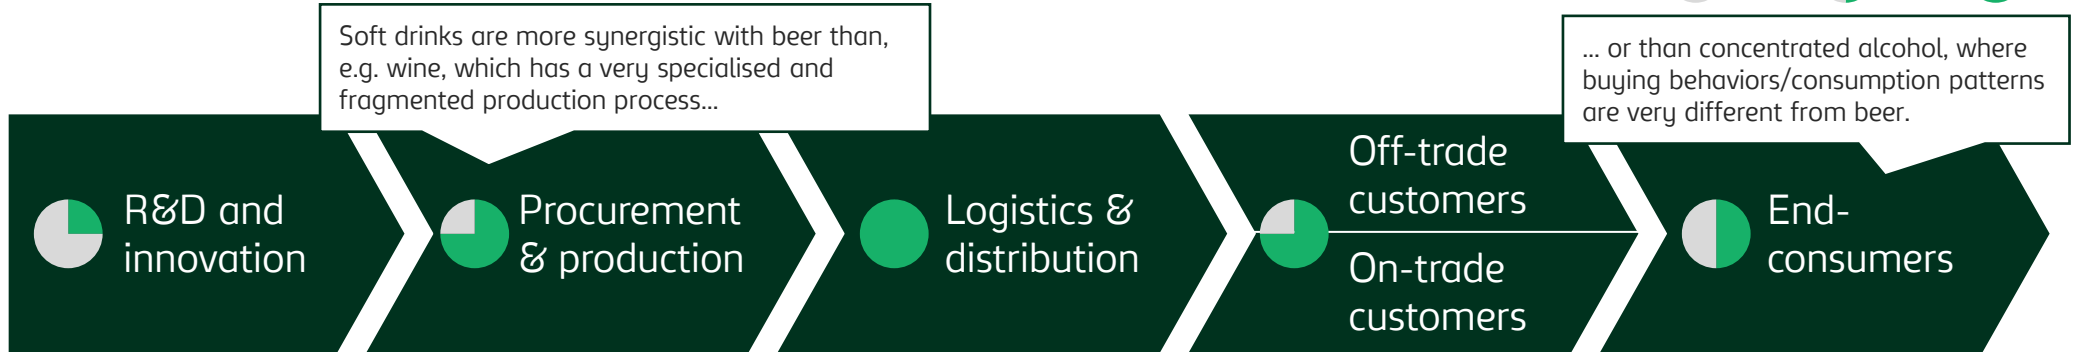 Soft drinks are more synergistic with beer than,
e.g. wine, which has a very specialised and
fragmented production process...
... or than concentrated alcohol, where
buying behaviors/consumption patterns
are very different from beer.
R&D and
innovation
Procurement
& production
Logistics &
distribution
Off-trade
customers
On-trade
customers
End-
consumers